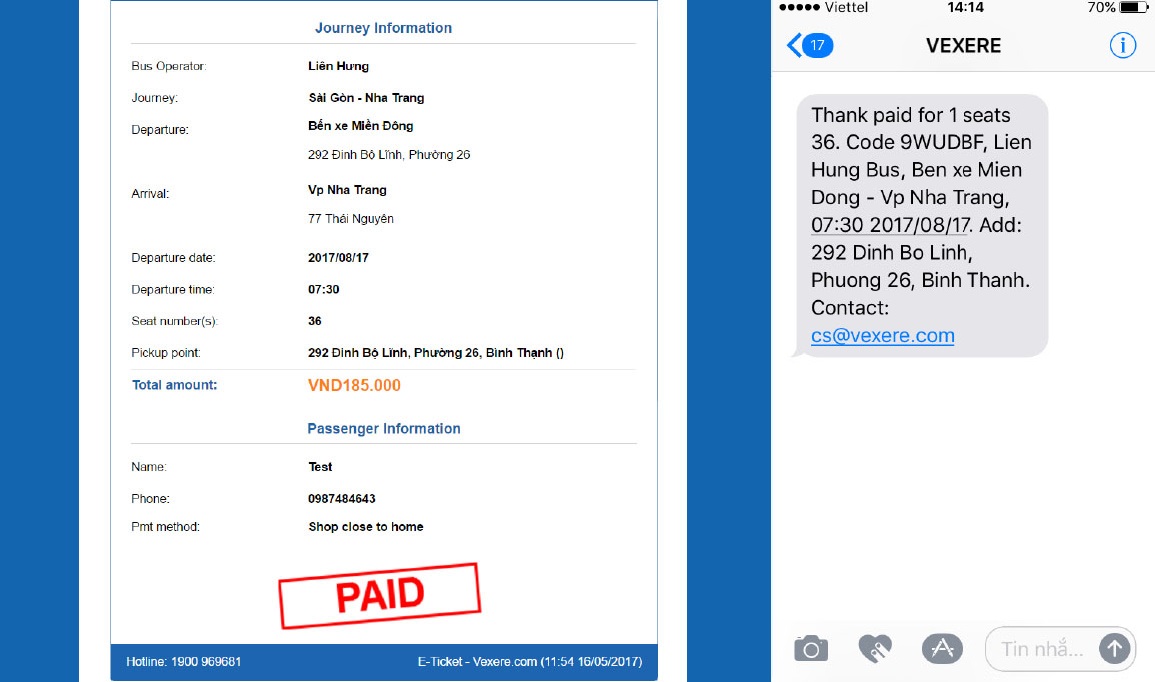 Journey Information
Bus Operator: Liên Hưng
Journey: Sài Gòn - Nha Trang
Departure: Bến xe Miền Đông
292 Đinh Bộ Lĩnh, Phường 26
Arrival: Vp Nha Trang
77 Thái Nguyên
Departure date: 2017/08/17
Departure time: 07:30
Seat number(s): 36
Pickup point: 292 Đinh Bộ Lĩnh, Phường 26, Bình Thạnh ()
Total amount: VND185.000
Passenger Information
Name: Test
Phone: 0987484643
Pmt method: Shop close to home
PAID
Hotline: 1900 969681 E-Ticket - Vexere.com (11:54 16/05/2017)
Viettel 14:14 70%
17 VEXERE
Thank paid for 1 seats
36. Code 9WUDBF, Lien
Hung Bus, Ben xe Mien
Dong - Vp Nha Trang,
07:30 2017/08/17. Add:
292 Dinh Bo Linh,
Phuong 26, Binh Thanh.
Contact:
cs@vexere.com
Tin nhắ...